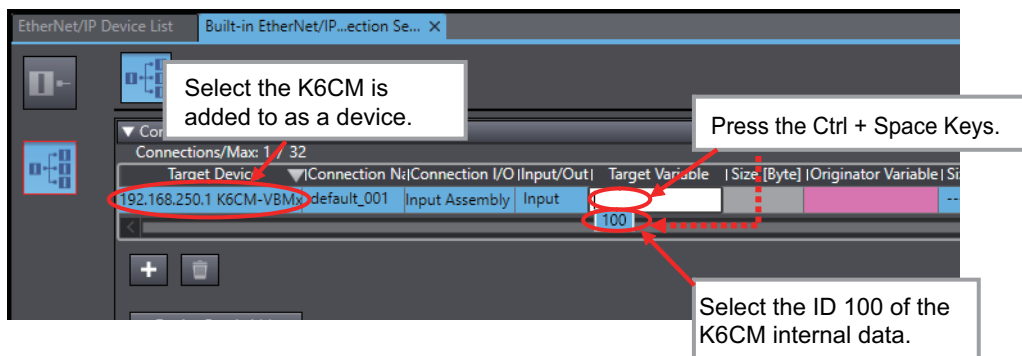 EtherNet/IP Device List
Built-in EtherNet/IP...ection Se... X
Select the K6CM is
added to as a device.
Press the Ctrl + Space Keys.
Connections/Max: 1 / 32
Target Device |Connection Na|Connection I/O |Input/Out| Target Variable | Size [Byte] |Originator Variable | Si
192.168.250.1 K6CM-VBMx default_001 Input Assembly Input --
100
Select the ID 100 of the
K6CM internal data.